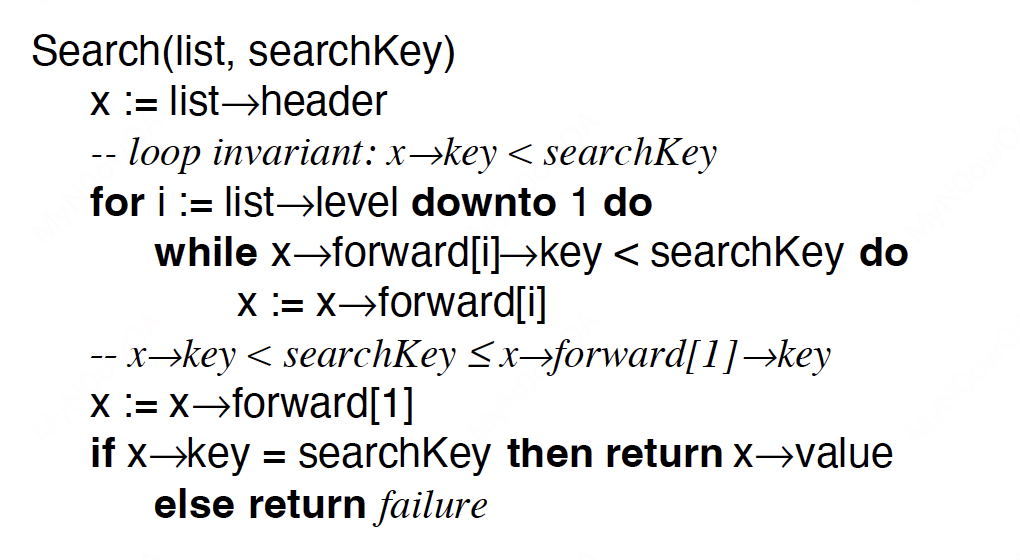 Search(list, searchKey)
x := list→header
-- loop invariant: x→key < searchKey
for i := list→level downto 1 do
while x→forward[i]→key < searchKey do
x := x→forward[i]
-- x→key < searchKey ≤ x→forward[1]→key
x := x→forward[1]
if x→key = searchKey then return x→value
else return failure